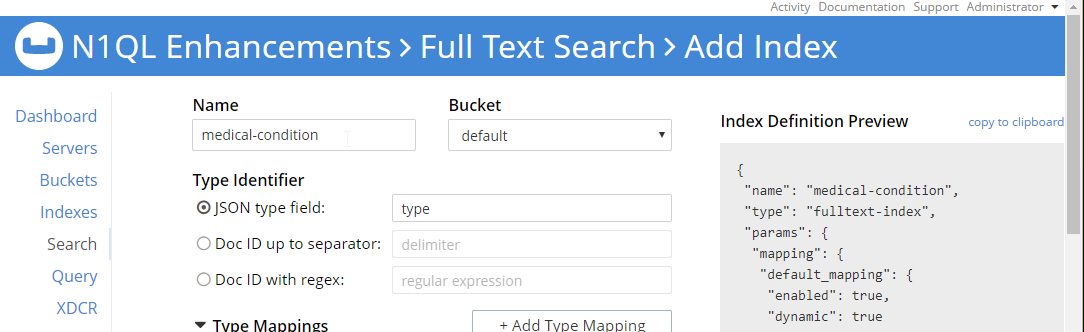 Activity Documentation Support Administrator
N1QL Enhancements > Full Text Search > Add Index
Dashboard
Servers
Buckets
Indexes
Search
Query
XDCR
Name
medical-condition
Bucket
default
Type Identifier
JSON type field: type
Doc ID up to separator: delimiter
Doc ID with regex: regular expression
Type Mappings
+ Add Type Mapping
Index Definition Preview
copy to clipboard
{
"name": "medical-condition",
"type": "fulltext-index",
"params": {
"mapping": {
"default_mapping": {
"enabled": true,
"dynamic": true